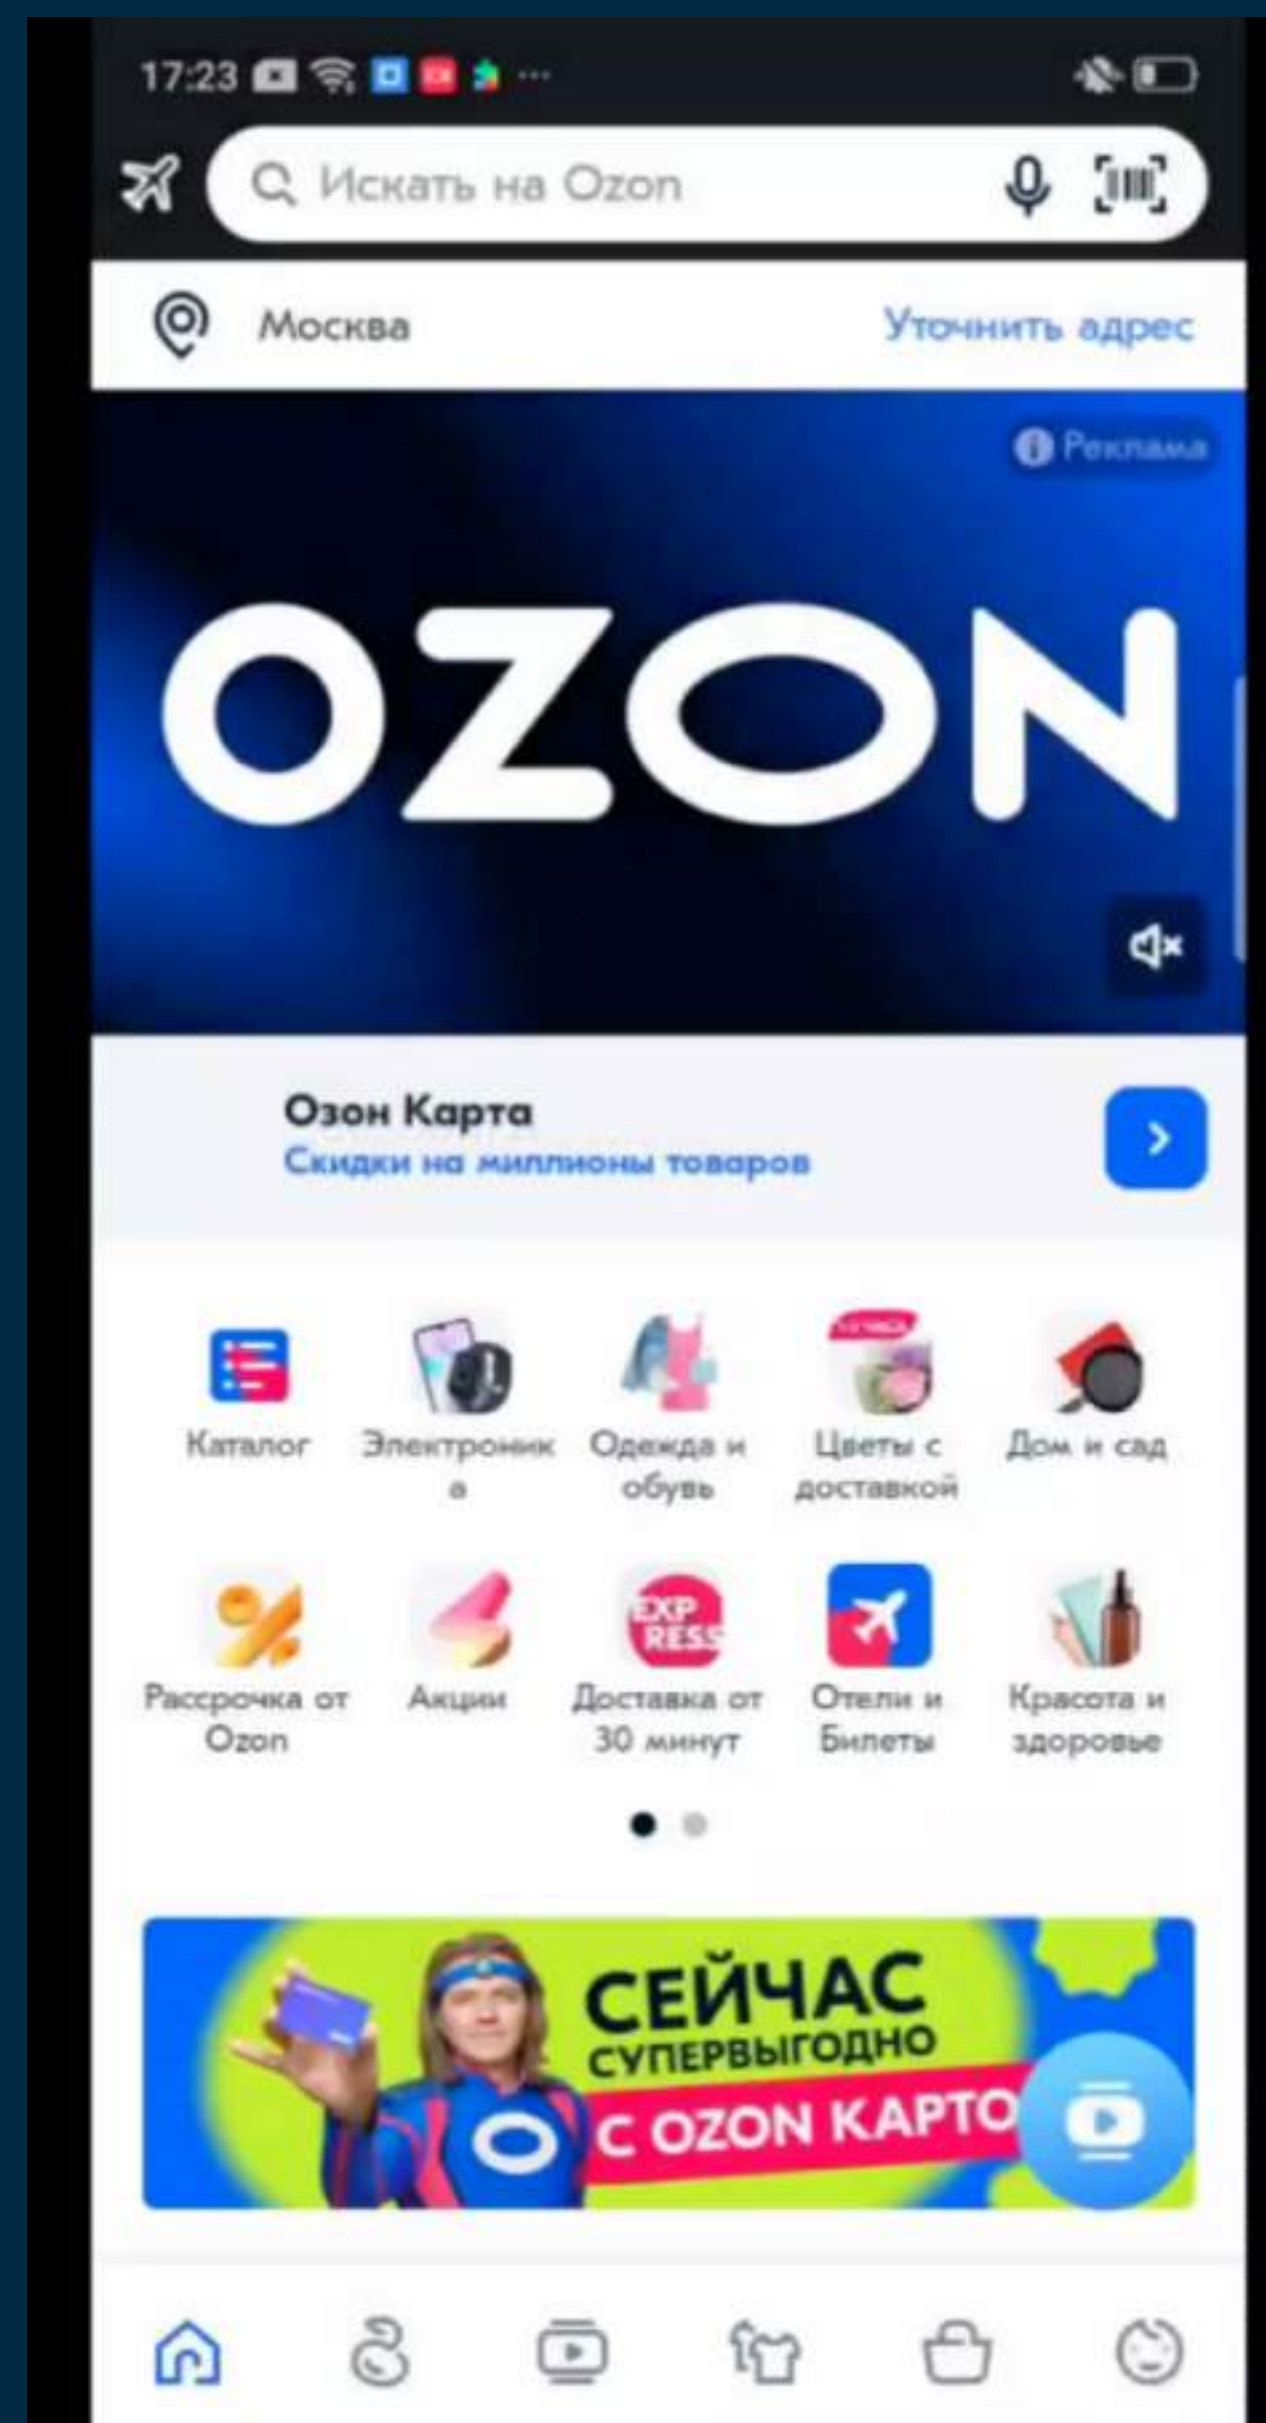 17:23
Искать на Ozon
Москва
Уточнить адрес
Реклама
OZON
Озон Карта
Скидки на миллионы товаров
Каталог
Электроник
а
Одежда и
обувь
Цветы с
доставкой
Дом и сад
EXP
RESS
Рассрочка от
Ozon
Акции
Доставка от
30 минут
Отели и
Билеты
Красота и
здоровье
СЕЙЧАС
СУПЕРВЫГОДНО
С OZON КАРТО